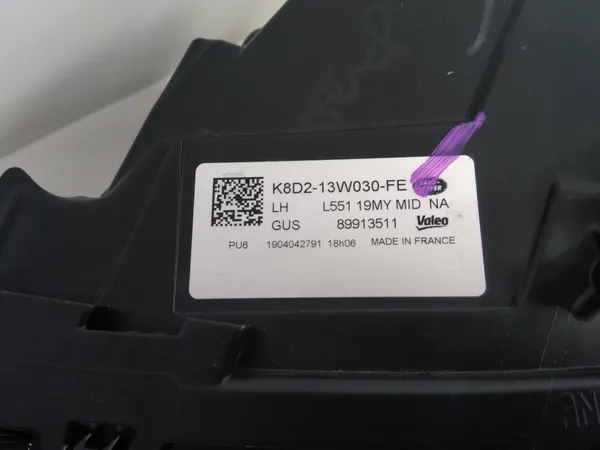 K8D2-13W030-FE
LH L551 19MY MID NA
GUS 89913511 Valeo
PU6 1904042791 18h06 MADE IN FRANCE